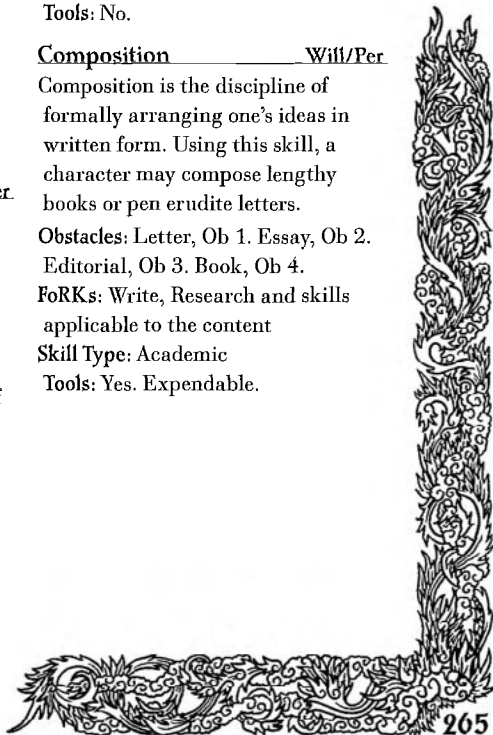 Tools: No.
Composition Will/Per
Composition is the discipline of
formally arranging one's ideas in
written form. Using this skill, a
character may compose lengthy
er
books or pen erudite letters.
Obstacles: Letter, Ob 1. Essay, Ob 2.
Editorial, Ob 3. Book, Ob 4.
FoRKs: Write, Research and skills
applicable to the content
Skill Type: Academic
Tools: Yes. Expendable.
265